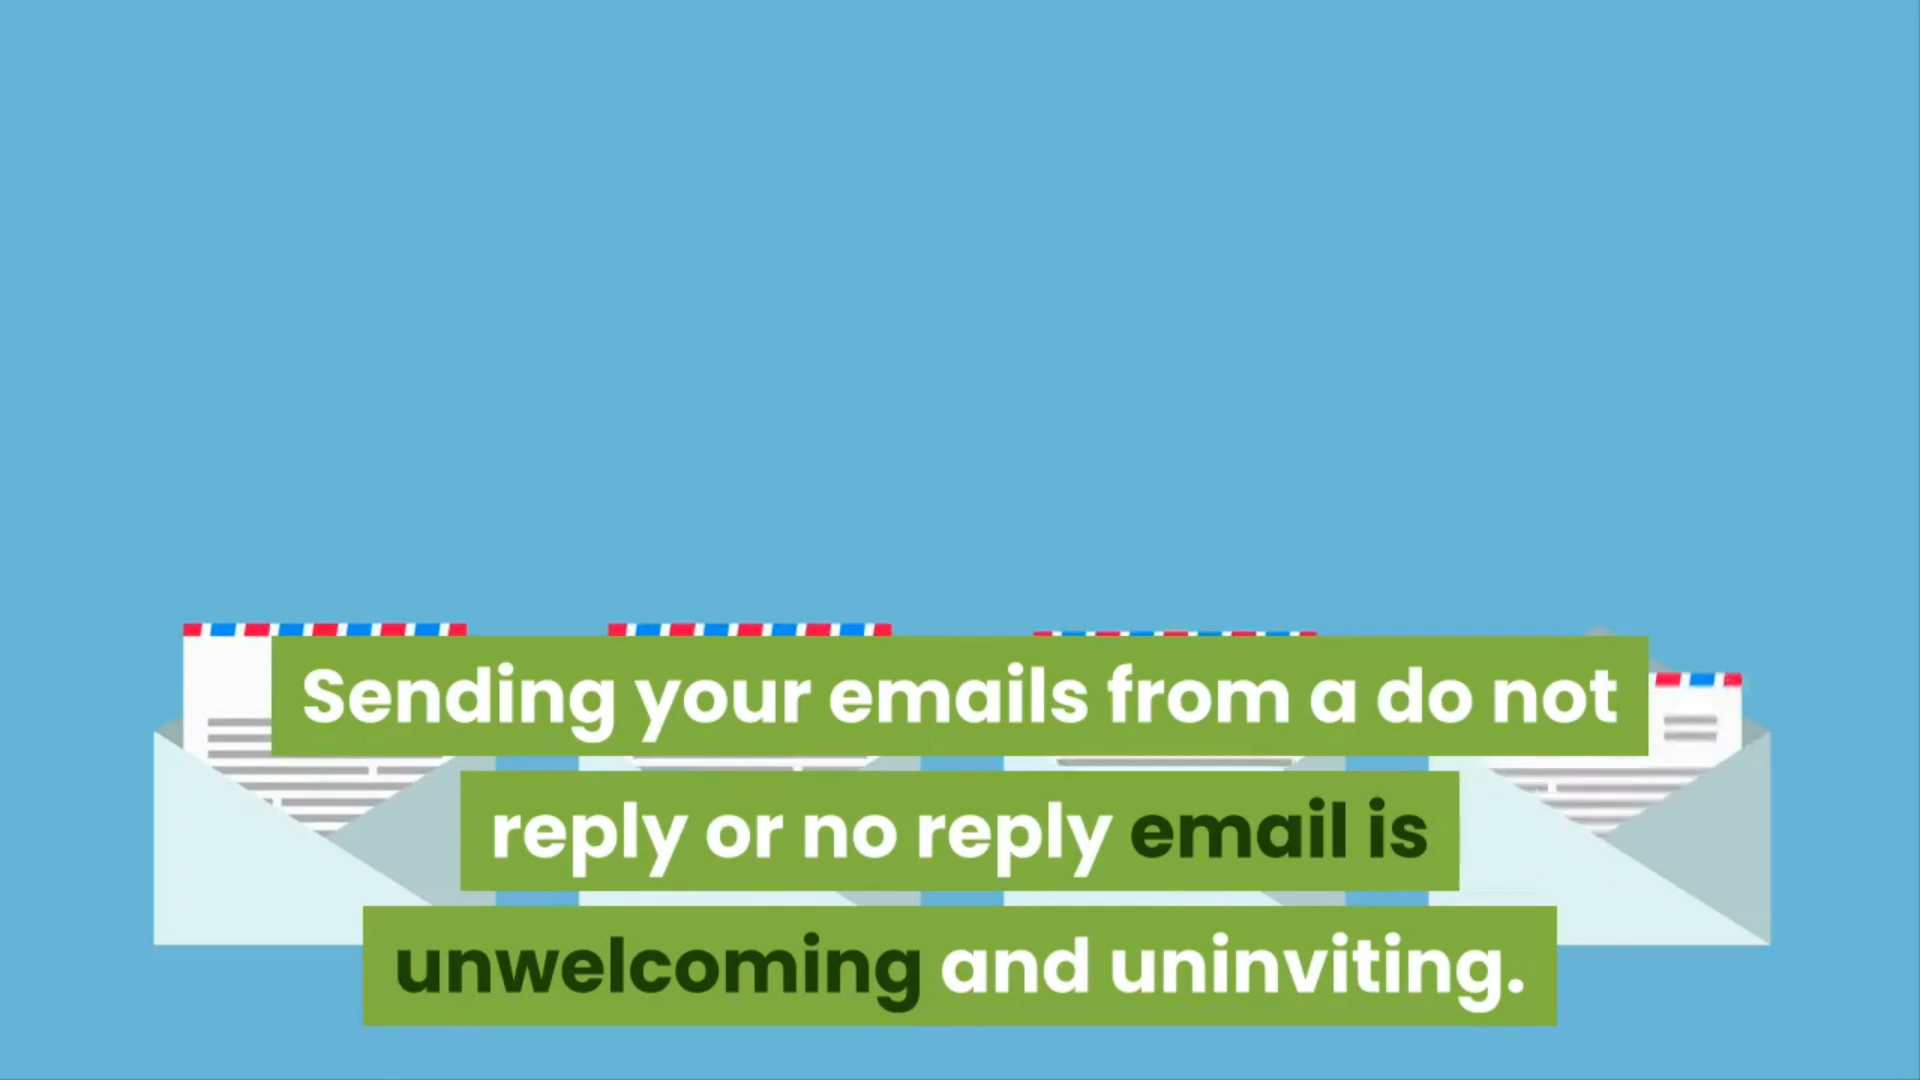 Sending your emails from a do not
reply or no reply email is
unwelcoming and uninviting.